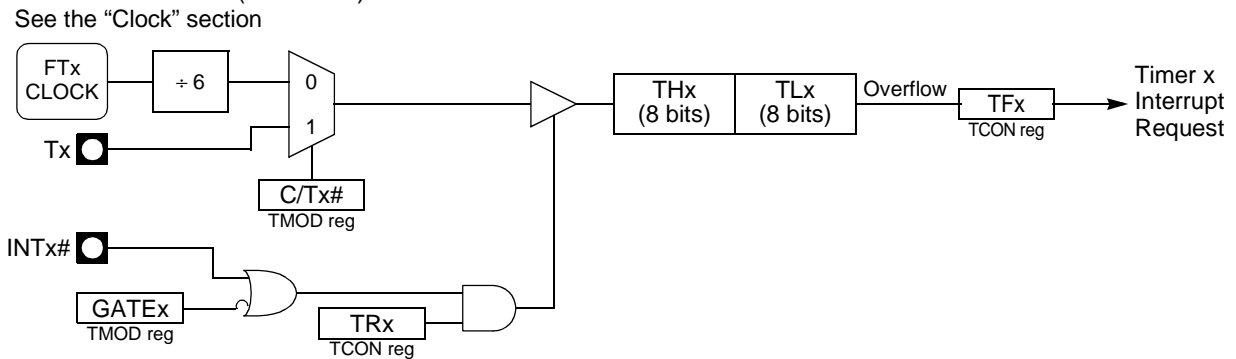 See the “Clock” section
FTx
CLOCK
÷ 6
0
1
Tx
C/Tx#
TMOD reg
THx
(8 bits)
TLx
(8 bits)
Overflow
TFx
TCON reg
Timer x
Interrupt
Request
INTx#
GATEx
TMOD reg
TRx
TCON reg